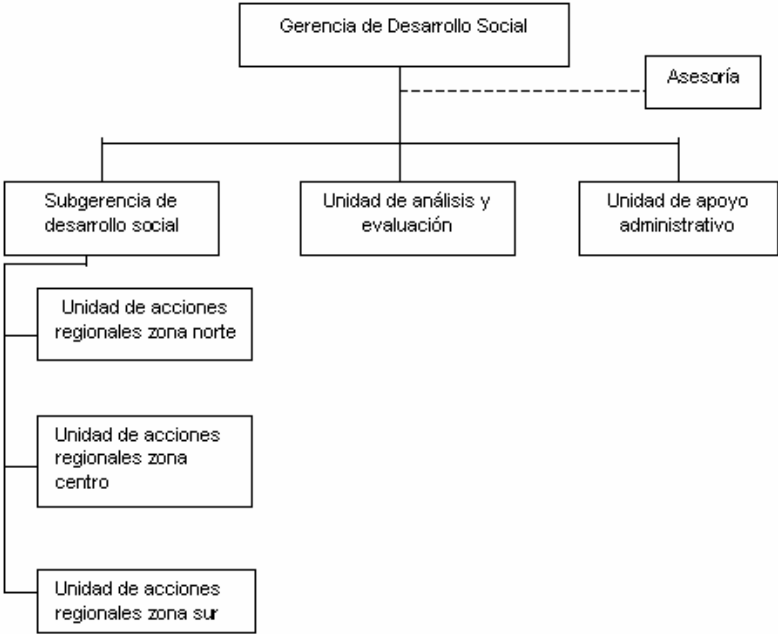 Gerencia de Desarrollo Social
Asesoría
Subgerencia de
desarrollo social
Unidad de análisis y
evaluación
Unidad de apoyo
administrativo
Unidad de acciones
regionales zona norte
Unidad de acciones
regionales zona
centro
Unidad de acciones
regionales zona sur